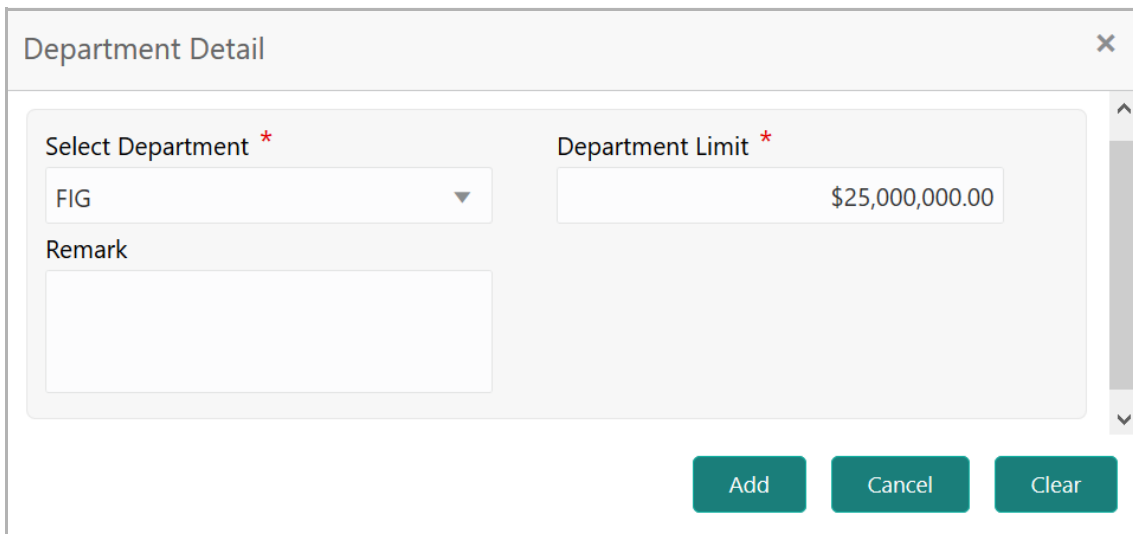 Department Detail ×
Select Department * Department Limit *
FIG $25,000,000.00
Remark
Add Cancel Clear